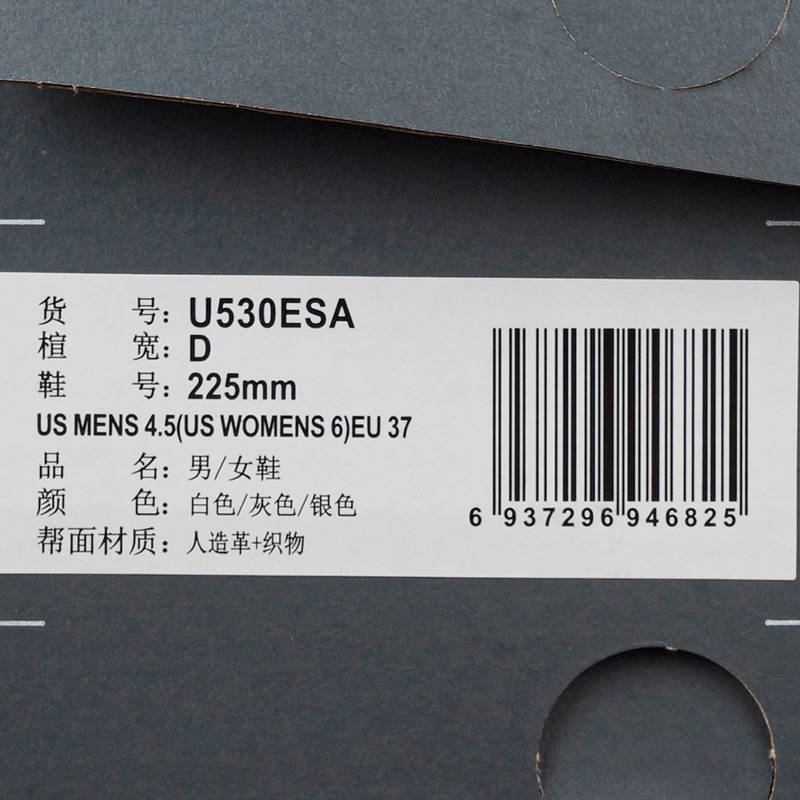 货 号：U530ESA
楦 宽：D
鞋 号：225mm
US MENS 4.5(US WOMENS 6)EU 37
品 名：男/女鞋
颜 色：白色/灰色/银色
帮面材质：人造革+织物
6 937296 946825